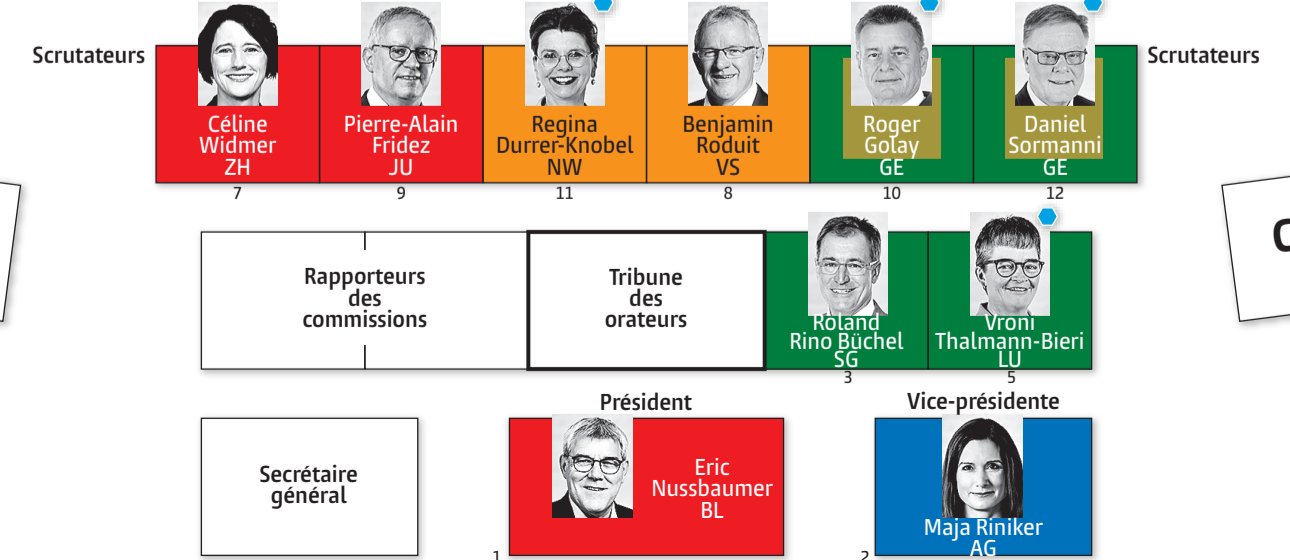 Scrutateurs
Scrutateurs
Céline
Widmer
ZH
7
Pierre-Alain
Fridez
JU
9
Regina
Durrer-Knobel
NW
11
Benjamin
Roduit
VS
8
Roger
Golay
GE
10
Daniel
Sormanni
GE
12
Rapporteurs
des
commissions
Tribune
des
orateurs
Roland
Rino Büchel
SG
3
Vroni
Thalmann-Bieri
LU
5
Secrétaire
général
Président
Eric
Nussbaumer
BL
1
Vice-présidente
Maja Riniker
AG
2